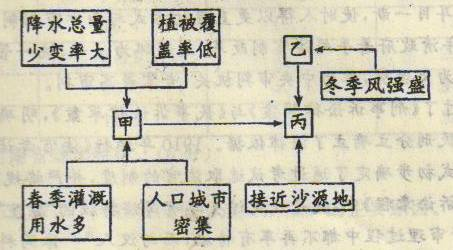 降水总量
少变率大
植被覆
盖率低
乙
冬季风强盛
甲
丙
春季灌溉
用水多
人口城市
密集
接近沙源地